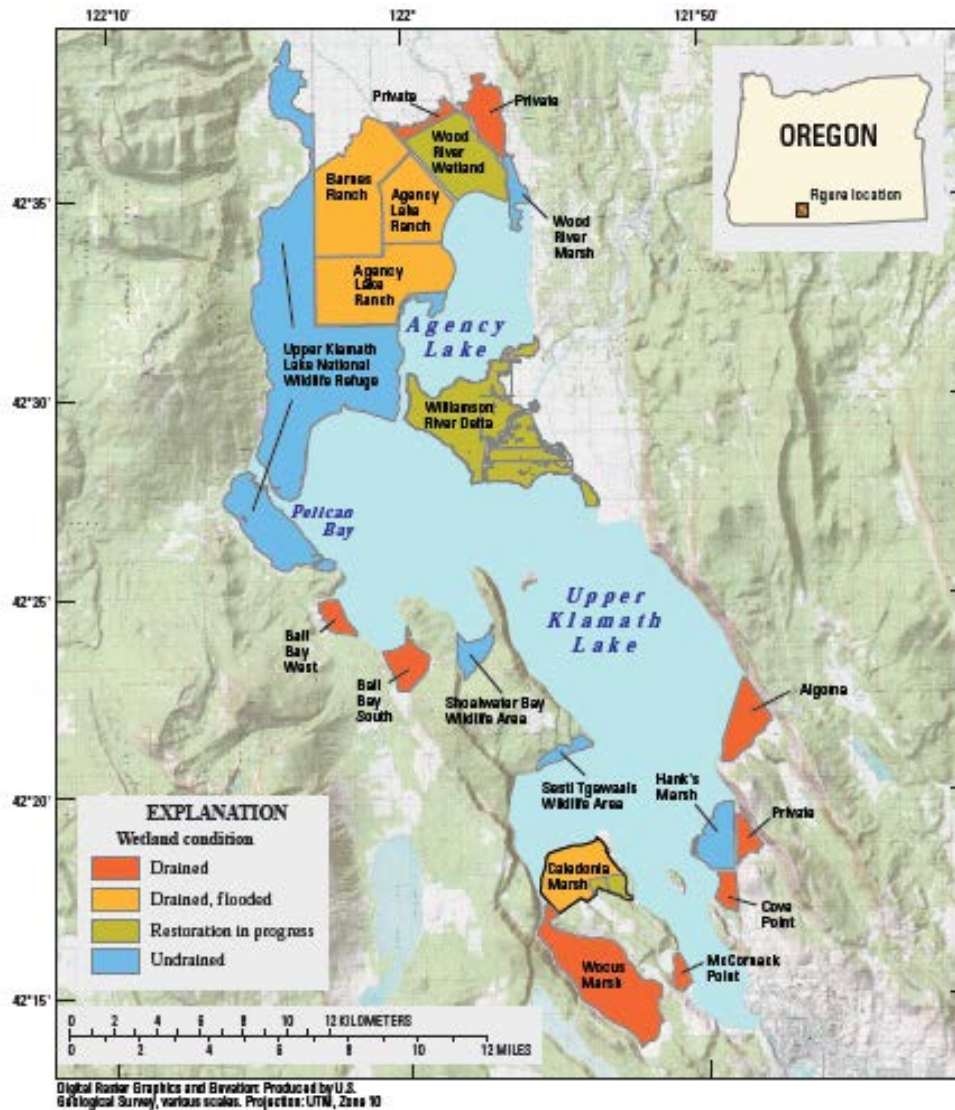 122°10'
122°
121°50'
Private
Private
OREGON
Figure location
Wood
River
Wetland
Barnes
Ranch
Agency
Lake
Ranch
42°35'
Wood
River
Marsh
Agency
Lake
Ranch
Agency
Lake
Upper Klamath
Lake National
Wildlife Refuge
42°30'
Williamson
River Delta
Pelican
Bay
42°25'
Upper
Klamath
Lake
Ball
Bay
West
Ball
Bay
South
Shoalwater Bay
Wildlife Area
Algoma
Sesti Tgawaals
Wildlife Area
Hank's
Marsh
42°20'
Private
EXPLANATION
Wetland condition
Drained
Drained, flooded
Restoration in progress
Undrained
Caledonia
Marsh
Cove
Point
Wocus
Marsh
McCornack
Point
42°15'
0 2 4 6 8 10 12 KILOMETERS
0 2 4 6 8 10 12 MILES
Digital Raster Graphics and Elevation: Produced by U.S.
Geological Survey, various scales. Projection: UTM, Zone 10